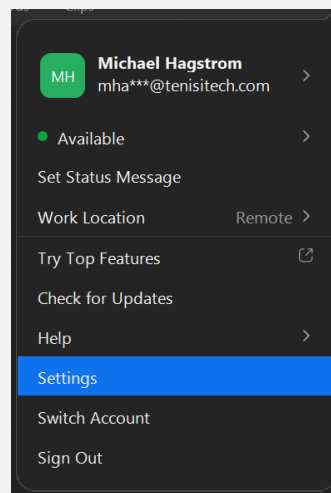 MH
Michael Hagstrom
mha***@tenisitech.com
Available
Set Status Message
Work Location Remote
Try Top Features
Check for Updates
Help
Settings
Switch Account
Sign Out